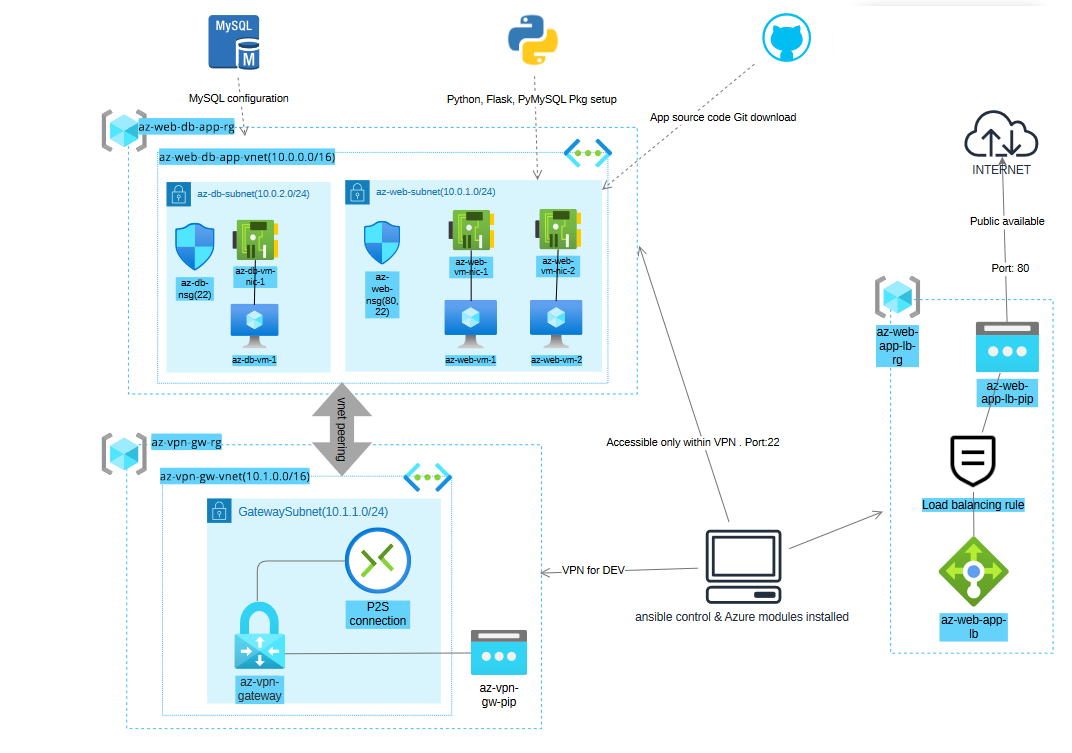 MySQL
M
MySQL configuration
Python, Flask, PyMySQL Pkg setup
App source code Git download
az-web-db-app-rg
az-web-db-app-vnet(10.0.0.0/16)
az-db-subnet(10.0.2.0/24)
az-web-subnet(10.0.1.0/24)
az-db-
nsg(22)
az-db-vm-
nic-1
az-db-vm-1
az-
web-
nsg(80,
22)
az-web-
vm-nic-1
az-web-
vm-nic-2
az-web-vm-1
az-web-vm-2
vnet peering
az-vpn-gw-rg
az-vpn-gw-vnet(10.1.0.0/16)
GatewaySubnet(10.1.1.0/24)
P2S
connection
az-vpn-
gateway
az-vpn-
gw-pip
VPN for DEV
Accessible only within VPN . Port:22
ansible control & Azure modules installed
INTERNET
Public available
Port: 80
az-web-
app-lb-
rg
az-web-
app-lb-pip
Load balancing rule
az-web-app-
lb